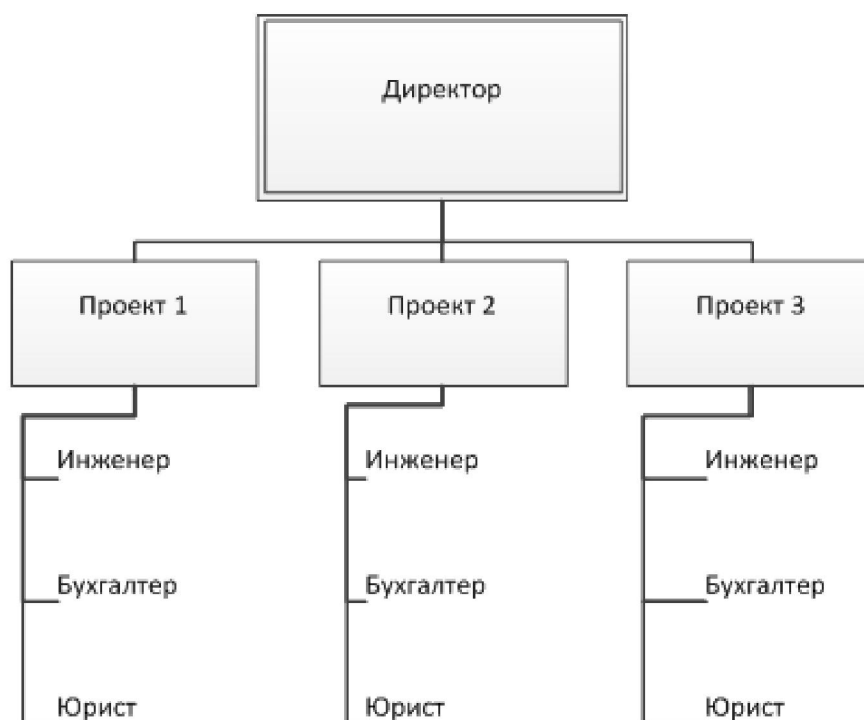 Директор
Проект 1
Проект 2
Проект 3
Инженер
Инженер
Инженер
Бухгалтер
Бухгалтер
Бухгалтер
Юрист
Юрист
Юрист